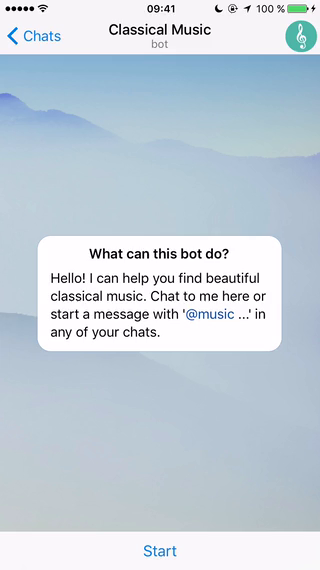 09:41
100 %
Chats
Classical Music
bot
What can this bot do?
Hello! I can help you find beautiful
classical music. Chat to me here or
start a message with '@music ...' in
any of your chats.
Start